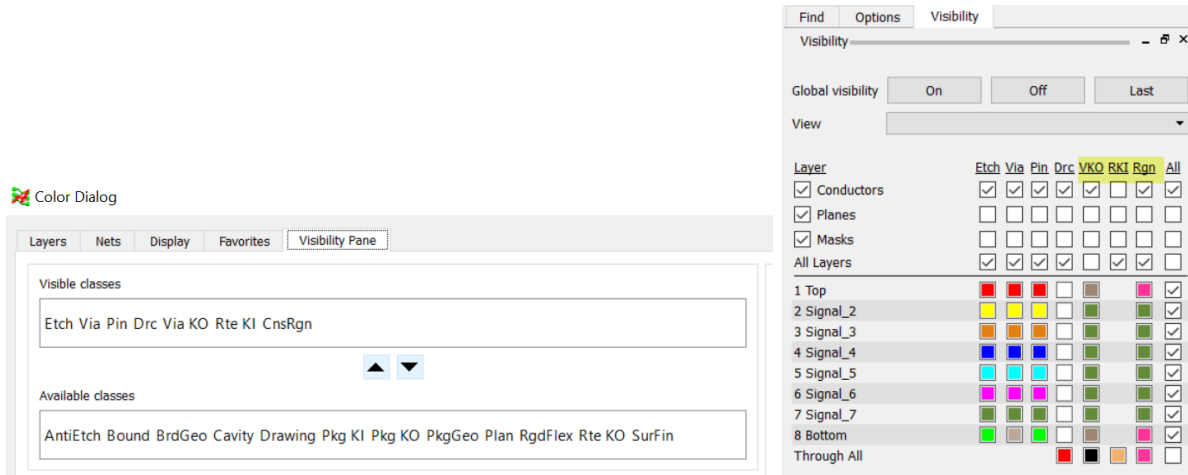 Color Dialog
Layers Nets Display Favorites Visibility Pane
Visible classes
Etch Via Pin Drc Via KO Rte KI CnsRgn
Available classes
AntiEtch Bound BrdGeo Cavity Drawing Pkg KI Pkg KO PkgGeo Plan RgdFlex Rte KO SurFin
Find Options Visibility
Visibility
Global visibility On Off Last
View
Layer Etch Via Pin Drc VKO RKI Rgn All
Conductors
Planes
Masks
All Layers
1 Top
2 Signal_2
3 Signal_3
4 Signal_4
5 Signal_5
6 Signal_6
7 Signal_7
8 Bottom
Through All